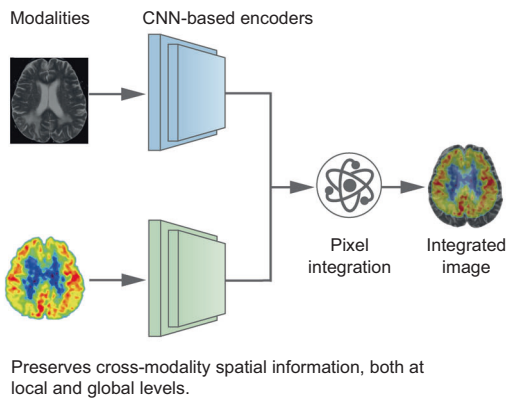 Modalities
CNN-based encoders
Pixel
integration
Integrated
image
Preserves cross-modality spatial information, both at
local and global levels.